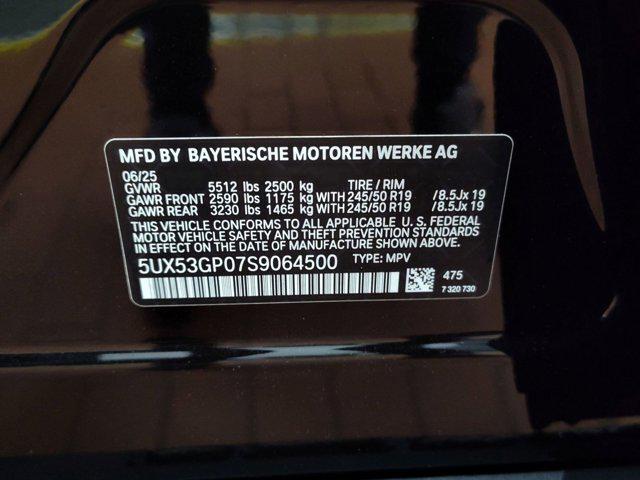 MFD BY BAYERISCHE MOTOREN WERKE AG
06/25
GVWR 5512 lbs 2500 kg TIRE / RIM
GAWR FRONT 2590 lbs 1175 kg WITH 245/50 R19 /8.5Jx 19
GAWR REAR 3230 lbs 1465 kg WITH 245/50 R19 /8.5Jx 19
THIS VEHICLE CONFORMS TO ALL APPLICABLE U. S. FEDERAL
MOTOR VEHICLE SAFETY AND THEFT PREVENTION STANDARDS
IN EFFECT ON THE DATE OF MANUFACTURE SHOWN ABOVE.
5UX53GP07S9064500 TYPE: MPV
475
7 320 730